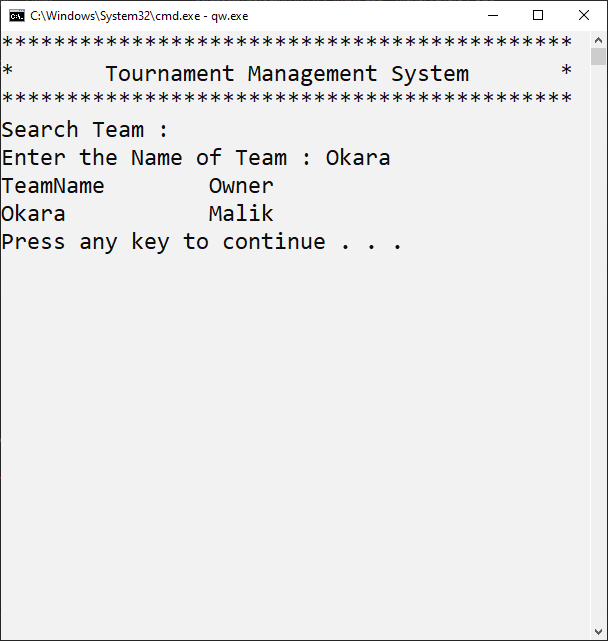 C:\Windows\System32\cmd.exe - qw.exe
********************************************
*       Tournament Management System       *
********************************************
Search Team :
Enter the Name of Team : Okara
TeamName        Owner
Okara           Malik
Press any key to continue . . .